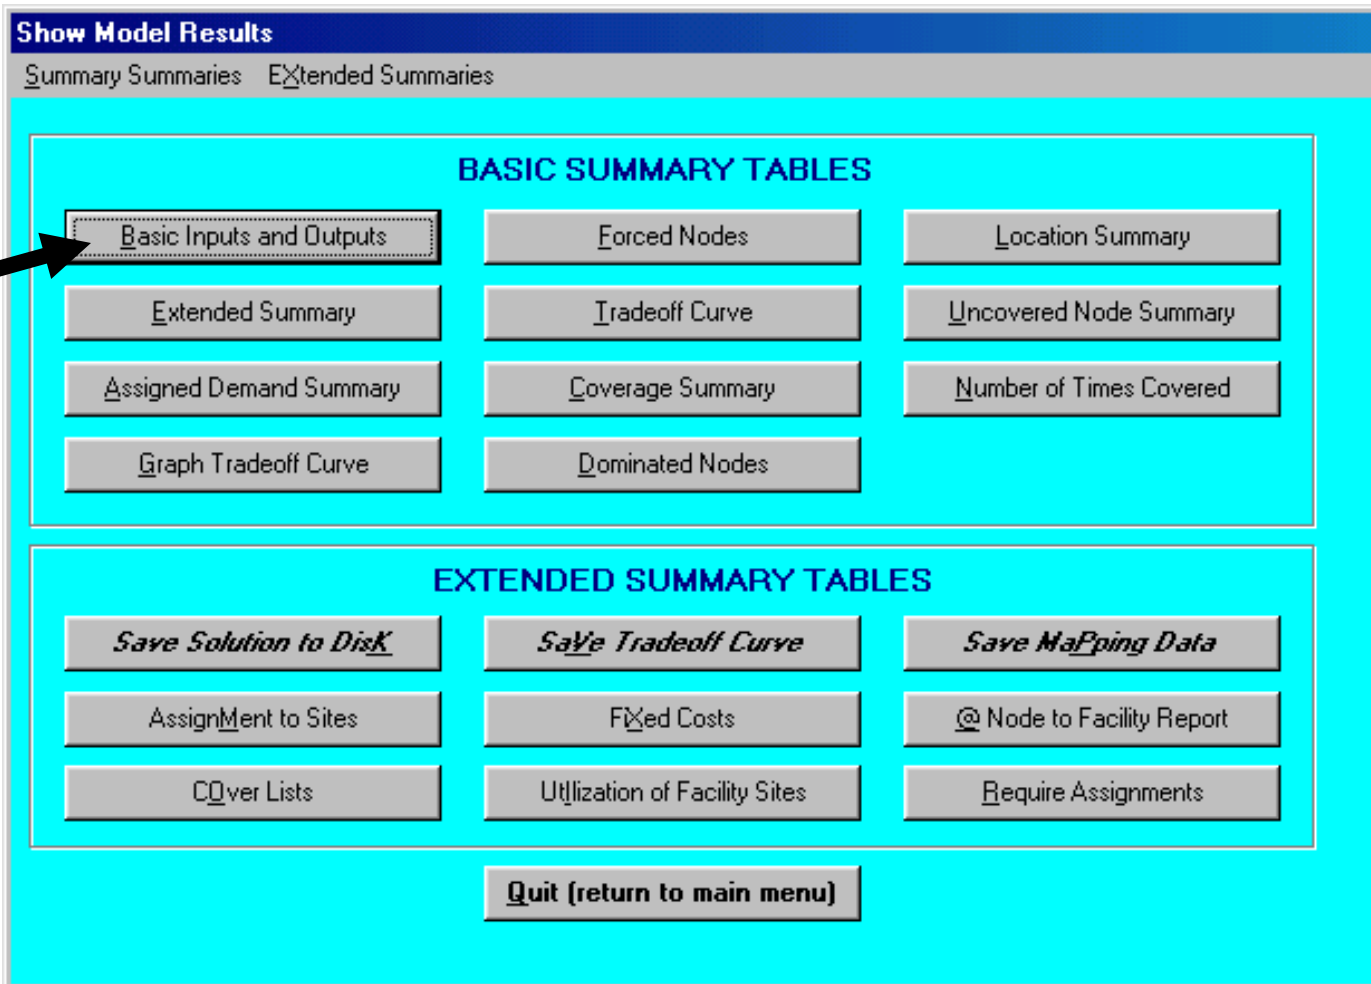 Show Model Results
Summary Summaries EXtended Summaries
BASIC SUMMARY TABLES
Basic Inputs and Outputs Forced Nodes Location Summary
Extended Summary Tradeoff Curve Uncovered Node Summary
Assigned Demand Summary Coverage Summary Number of Times Covered
Graph Tradeoff Curve Dominated Nodes
EXTENDED SUMMARY TABLES
Save Solution to DisK SaVe Tradeoff Curve Save MaPping Data
AssignMent to Sites FiXed Costs @ Node to Facility Report
COver Lists UtIlization of Facility Sites Require Assignments
Quit (return to main menu)